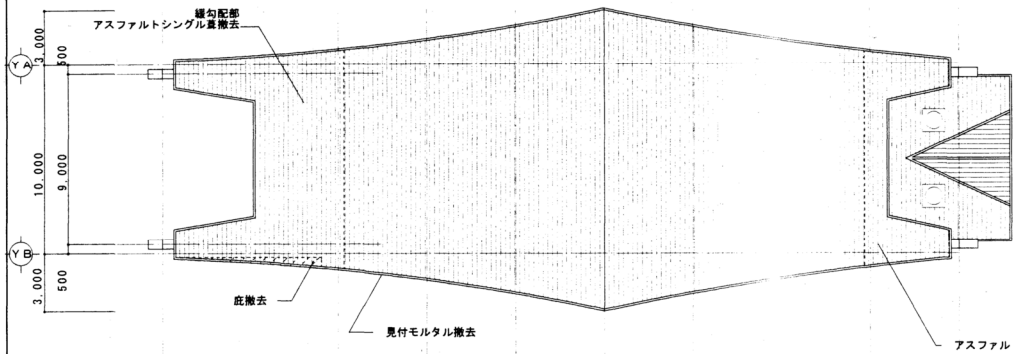 緩勾配部
アスファルトシングル葺撤去
3,000
500
YA
10,000
9,000
YB
3,000
500
庇撤去
見付モルタル撤去
アスファル